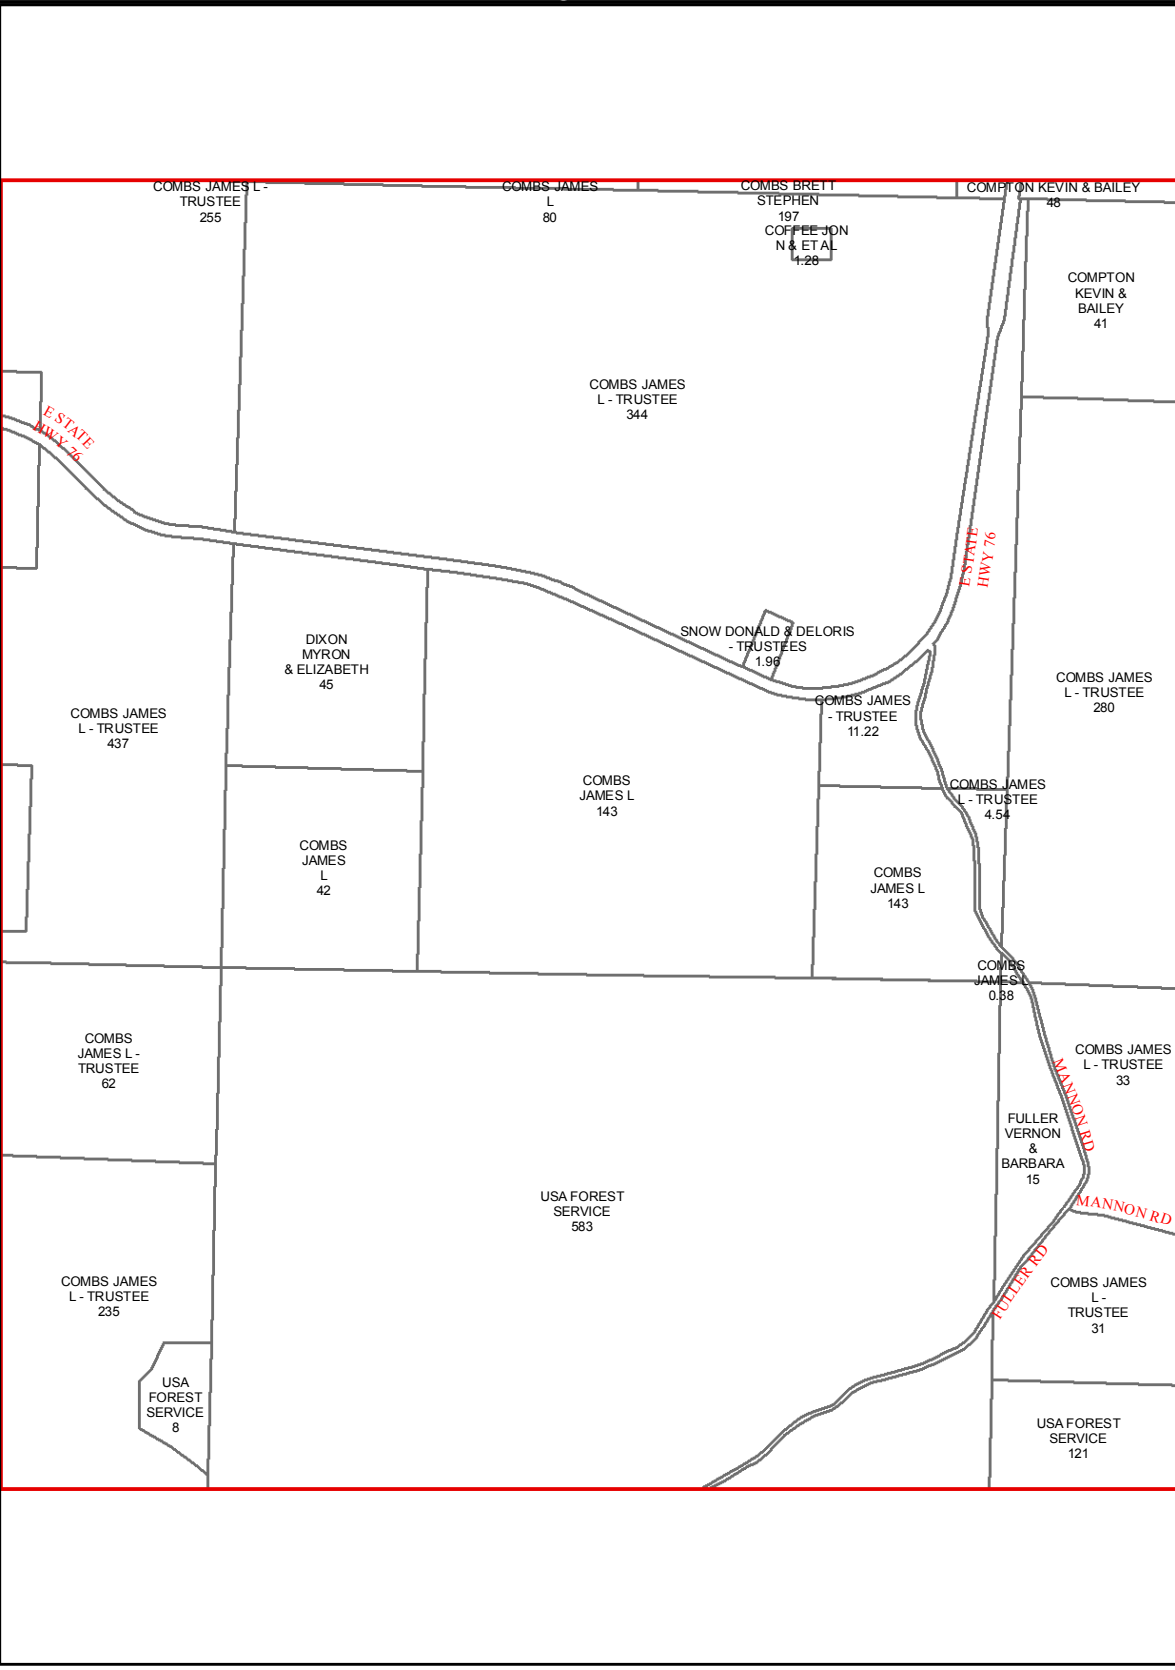 COMBS JAMES L -
TRUSTEE
255
COMBS JAMES
L
80
COMBS BRETT
STEPHEN
197
COMPTON KEVIN & BAILEY
48
COFFEE JON
N & ET AL
1.28
COMPTON
KEVIN &
BAILEY
41
COMBS JAMES
L - TRUSTEE
344
E STATE
HWY 76
E STATE
HWY 76
SNOW DONALD & DELORIS
- TRUSTEES
1.96
DIXON
MYRON
& ELIZABETH
45
COMBS JAMES
L - TRUSTEE
280
COMBS JAMES
- TRUSTEE
11.22
COMBS JAMES
L - TRUSTEE
437
COMBS
JAMES L
143
COMBS JAMES
L - TRUSTEE
4.54
COMBS
JAMES
L
42
COMBS
JAMES L
143
COMBS
JAMES L
0.38
COMBS
JAMES L -
TRUSTEE
62
COMBS JAMES
L - TRUSTEE
33
MANNON RD
FULLER
VERNON
&
BARBARA
15
USA FOREST
SERVICE
583
MANNON RD
FULLER RD
COMBS JAMES
L - TRUSTEE
235
COMBS JAMES
L -
TRUSTEE
31
USA
FOREST
SERVICE
8
USA FOREST
SERVICE
121